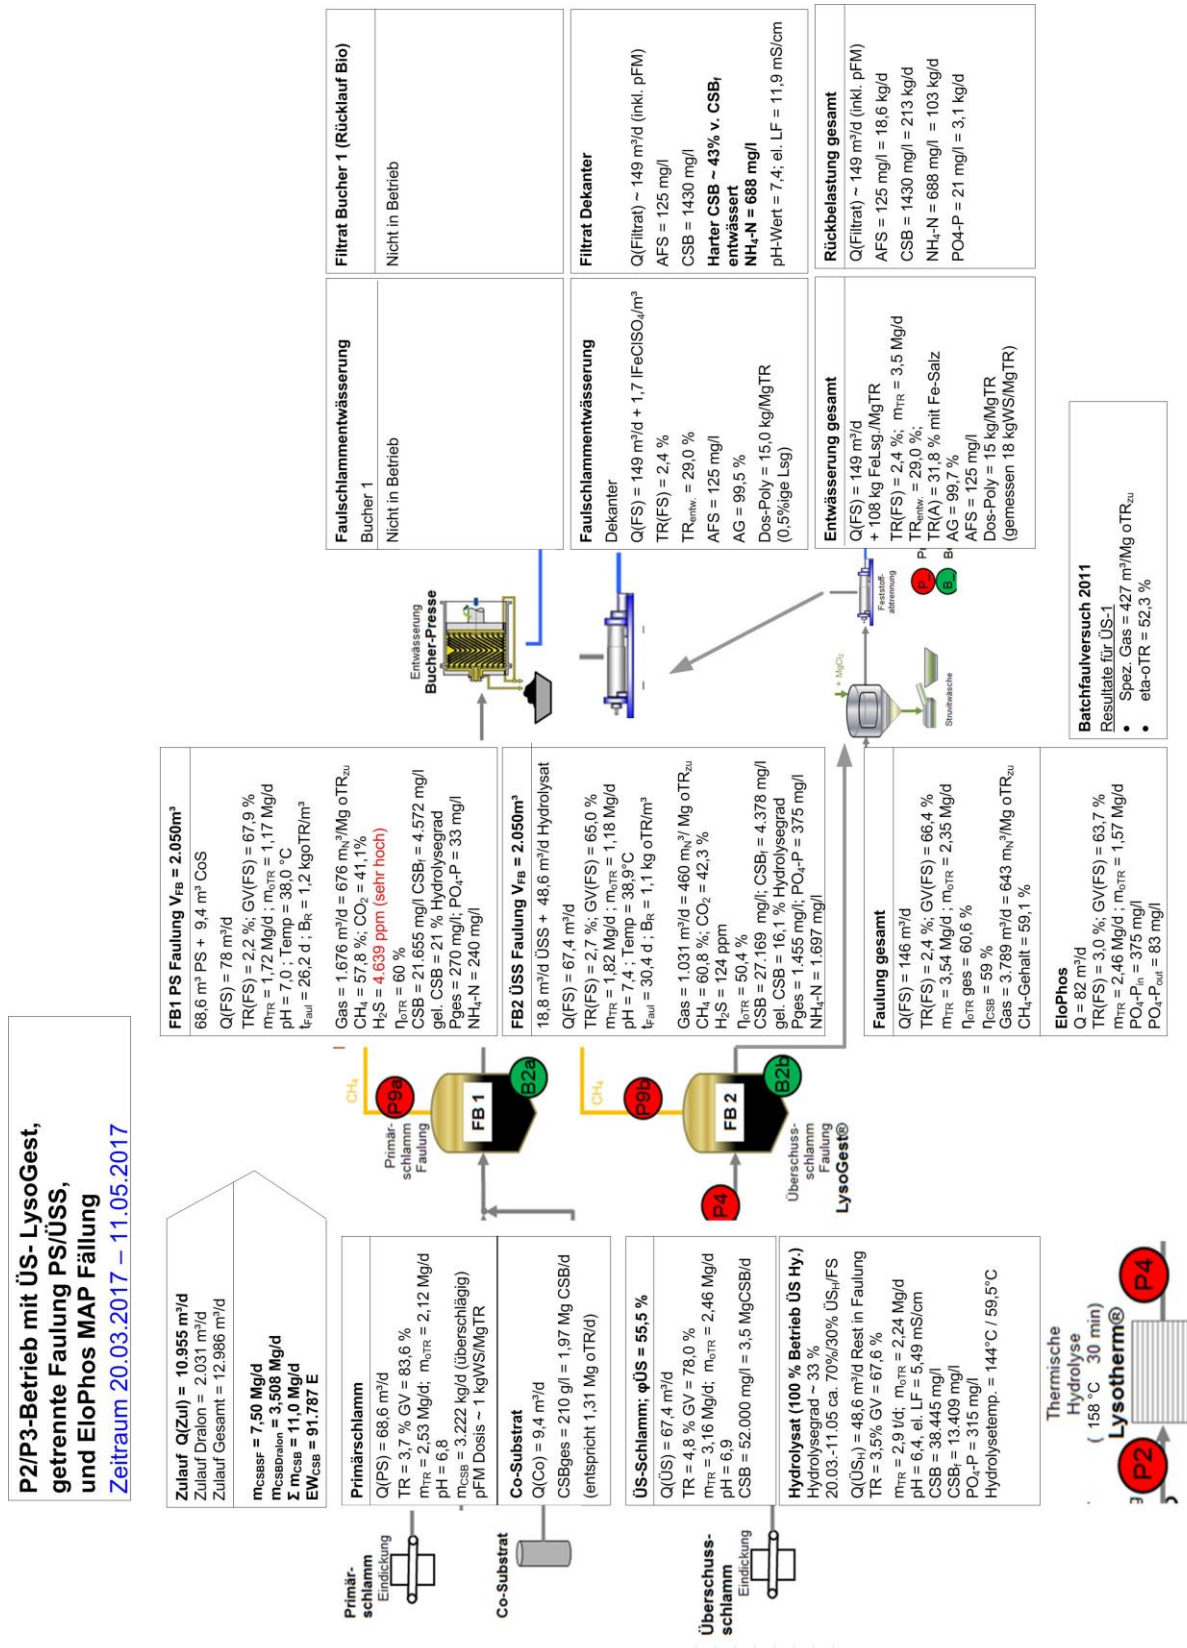 P2/P3-Betrieb mit ÜS- LysoGest,
getrennte Faulung PS/ÜSS,
und EloPhos MAP Fällung
Zeitraum 20.03.2017 – 11.05.2017
Zulauf Q(Zul) = 10.955 m³/d
Zulauf Dralon = 2.031 m³/d
Zulauf Gesamt = 12.986 m³/d
mCSBSF = 7,50 Mg/d
mCSBDralon = 3,508 Mg/d
Σ mCSB = 11,0 Mg/d
EWCSB = 91.787 E
Primär-
schlamm
Eindickung
Primärschlamm
Q(PS) = 68,6 m³/d
TR = 3,7 % GV = 83,6 %
mTR = 2,53 Mg/d; moTR = 2,12 Mg/d
pH = 6,8
mCSB = 3.222 kg/d (überschlägig)
pFM Dosis ~ 1 kgWS/MgTR
Co-Substrat
Co-Substrat
Q(Co) = 9,4 m³/d
CSBges = 210 g/l = 1,97 Mg CSB/d
(entspricht 1,31 Mg oTR/d)
Überschuss-
schlamm
Eindickung
ÜS-Schlamm; φÜS = 55,5 %
Q(ÜS) = 67,4 m³/d
TR = 4,8 % GV = 78,0 %
mTR = 3,16 Mg/d; moTR = 2,46 Mg/d
pH = 6,9
CSB = 52.000 mg/l = 3,5 MgCSB/d
Hydrolysat (100 % Betrieb ÜS Hy.)
Hydrolysegrad ~ 33 %
20.03.-11.05 ca. 70%/30% ÜSH/FS
Q(ÜSH) = 48,6 m³/d Rest in Faulung
TR = 3,5% GV = 67,6 %
mTR = 2,9 t/d; moTR = 2,24 Mg/d
pH = 6,4, el. LF = 5,49 mS/cm
CSB = 38.445 mg/l
CSBf = 13.409 mg/l
PO4-P = 315 mg/l
Hydrolysetemp. = 144°C / 59,5°C
Thermische
Hydrolyse
( 158 °C 30 min)
Lysotherm®
P2
P4
CH4
P9a
Primär-
schlamm
Faulung
FB 1
B2a
CH4
P9b
P4
FB 2
B2b
Überschuss-
schlamm
Faulung
LysoGest®
FB1 PS Faulung VFB = 2.050m³
68,6 m³ PS + 9,4 m³ CoS
Q(FS) = 78 m³/d
TR(FS) = 2,2 %; GV(FS) = 67,9 %
mTR = 1,72 Mg/d ; moTR = 1,17 Mg/d
pH = 7,0 ; Temp = 38,0 °C
tFaul = 26,2 d ; BR = 1,2 kgoTR/m³
Gas = 1.676 m³/d = 676 mN³/Mg oTRzu
CH4 = 57,8 %; CO2 = 41,1%
H2S = 4.639 ppm (sehr hoch)
ηoTR = 60 %
CSB = 21.655 mg/l CSBf = 4.572 mg/l
gel. CSB = 21 % Hydrolysegrad
Pges = 270 mg/l; PO4-P = 33 mg/l
NH4-N = 240 mg/l
FB2 ÜSS Faulung VFB = 2.050m³
18,8 m³/d ÜSS + 48,6 m³/d Hydrolysat
Q(FS) = 67,4 m³/d
TR(FS) = 2,7 %; GV(FS) = 65,0 %
mTR = 1,82 Mg/d ; moTR = 1,18 Mg/d
pH = 7,4 ; Temp = 38,9°C
tFaul = 30,4 d ; BR = 1,1 kg oTR/m³
Gas = 1.031 m³/d = 460 mN³/ Mg oTRzu
CH4 = 60,8 %; CO2 = 42,3 %
H2S = 124 ppm
ηoTR = 50,4 %
CSB = 27.169 mg/l; CSBf = 4.378 mg/l
gel. CSB = 16,1 % Hydrolysegrad
Pges = 1.455 mg/l; PO4-P = 375 mg/l
NH4-N = 1.697 mg/l
Faulung gesamt
Q(FS) = 146 m³/d
TR(FS) = 2,4 %; GV(FS) = 66,4 %
mTR = 3,54 Mg/d ; moTR = 2,35 Mg/d
ηoTR ges = 60,6 %
ηCSB = 59 %
Gas = 3.789 m³/d = 643 mN³/Mg oTRzu
CH4-Gehalt = 59,1 %
EloPhos
Q = 82 m³/d
TR(FS) = 3,0 %; GV(FS) = 63,7 %
mTR = 2,46 Mg/d ; moTR = 1,57 Mg/d
PO4-Pin = 375 mg/l
PO4-Pout = 83 mg/l
Entwässerung
Bucher-Presse
+ MgCl2
Struvitwäsche
Feststoff-
abtrennung
P_
B_
Batchfaulversuch 2011
Resultate für ÜS-1
• Spez. Gas = 427 m³/Mg oTRzu
• eta-oTR = 52,3 %
Faulschlammentwässerung
Bucher 1
Nicht in Betrieb
Faulschlammentwässerung
Dekanter
Q(FS) = 149 m³/d + 1,7 lFeClSO4/m³
TR(FS) = 2,4 %
TRentw. = 29,0 %
AFS = 125 mg/l
AG = 99,5 %
Dos-Poly = 15,0 kg/MgTR
(0,5%ige Lsg)
Entwässerung gesamt
Q(FS) = 149 m³/d
+ 108 kg FeLsg./MgTR
TR(FS) = 2,4 %; mTR = 3,5 Mg/d
TRentw. = 29,0 %;
TR(A) = 31,8 % mit Fe-Salz
AG = 99,7 %
AFS = 125 mg/l
Dos-Poly = 15 kg/MgTR
(gemessen 18 kgWS/MgTR)
Filtrat Bucher 1 (Rücklauf Bio)
Nicht in Betrieb
Filtrat Dekanter
Q(Filtrat) ~ 149 m³/d (inkl. pFM)
AFS = 125 mg/l
CSB = 1430 mg/l
Harter CSB ~ 43% v. CSBf
entwässert
NH4-N = 688 mg/l
pH-Wert = 7,4; el. LF = 11,9 mS/cm
Rückbelastung gesamt
Q(Filtrat) ~ 149 m³/d (inkl. pFM)
AFS = 125 mg/l = 18,6 kg/d
CSB = 1430 mg/l = 213 kg/d
NH4-N = 688 mg/l = 103 kg/d
PO4-P = 21 mg/l = 3,1 kg/d